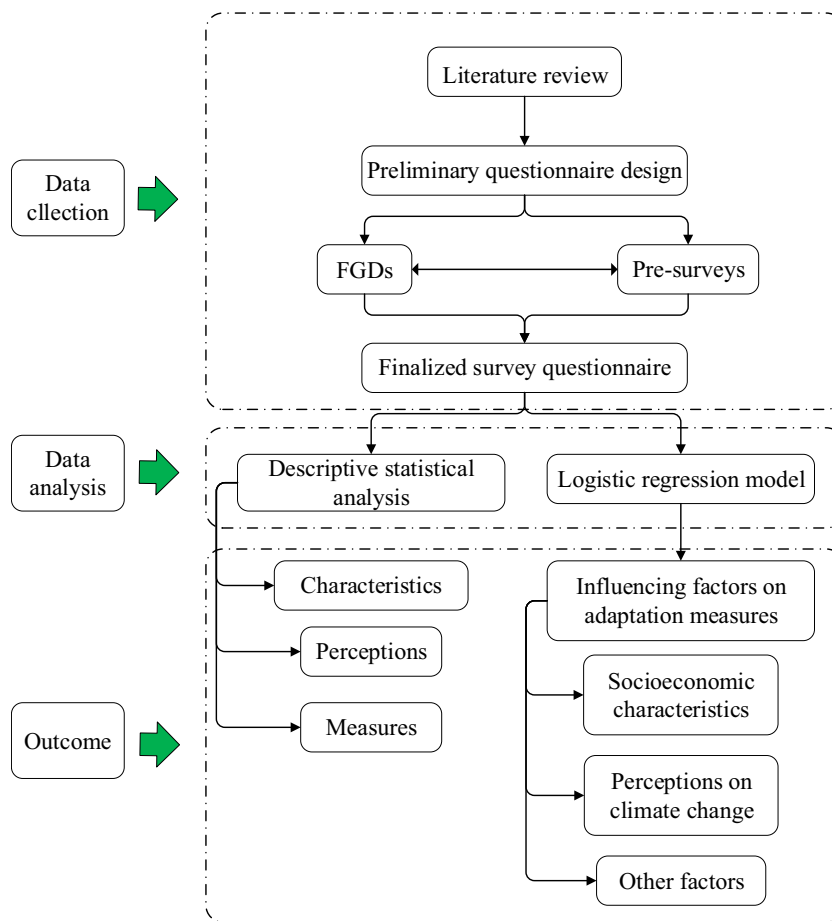 Literature review
Preliminary questionnaire design
Data
cllection
FGDs
Pre-surveys
Finalized survey questionnaire
Data
analysis
Descriptive statistical
analysis
Logistic regression model
Characteristics
Influencing factors on
adaptation measures
Perceptions
Socioeconomic
characteristics
Outcome
Measures
Perceptions on
climate change
Other factors